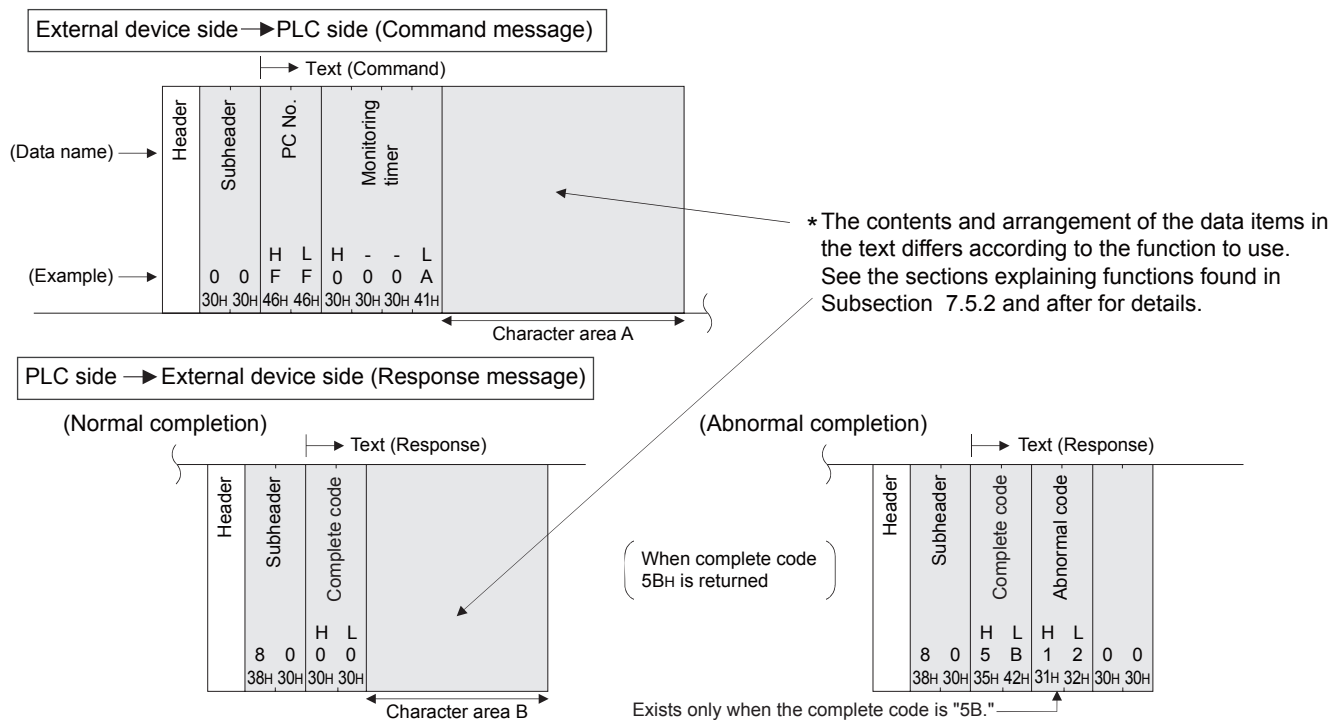 External device side → PLC side (Command message)
Text (Command)
(Data name)
Header
Subheader
PC No.
Monitoring
timer
H L H - - L
(Example)
0 0 F F 0 0 0 A
30H 30H 46H 46H 30H 30H 30H 41H
Character area A
* The contents and arrangement of the data items in
the text differs according to the function to use.
See the sections explaining functions found in
Subsection 7.5.2 and after for details.
PLC side → External device side (Response message)
(Normal completion)
Text (Response)
Header
Subheader
Complete code
H L
8 0 0 0
38H 30H 30H 30H
Character area B
(Abnormal completion)
Text (Response)
When complete code
5BH is returned
Header
Subheader
Complete code
Abnormal code
H L H L
8 0 5 B 1 2 0 0
38H 30H 35H 42H 31H 32H 30H 30H
Exists only when the complete code is "5B."